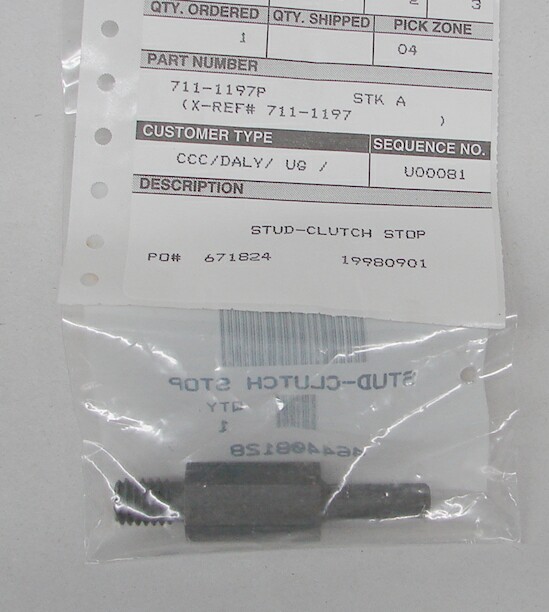 2 3
QTY. ORDERED QTY. SHIPPED PICK ZONE
1 04
PART NUMBER
711-1197P STK A
(X-REF# 711-1197 )
CUSTOMER TYPE SEQUENCE NO.
CCC/DALY/ UG / U00081
DESCRIPTION
STUD-CLUTCH STOP
PO# 671824 19980901
STUD-CLUTCH STOP
QTY
1